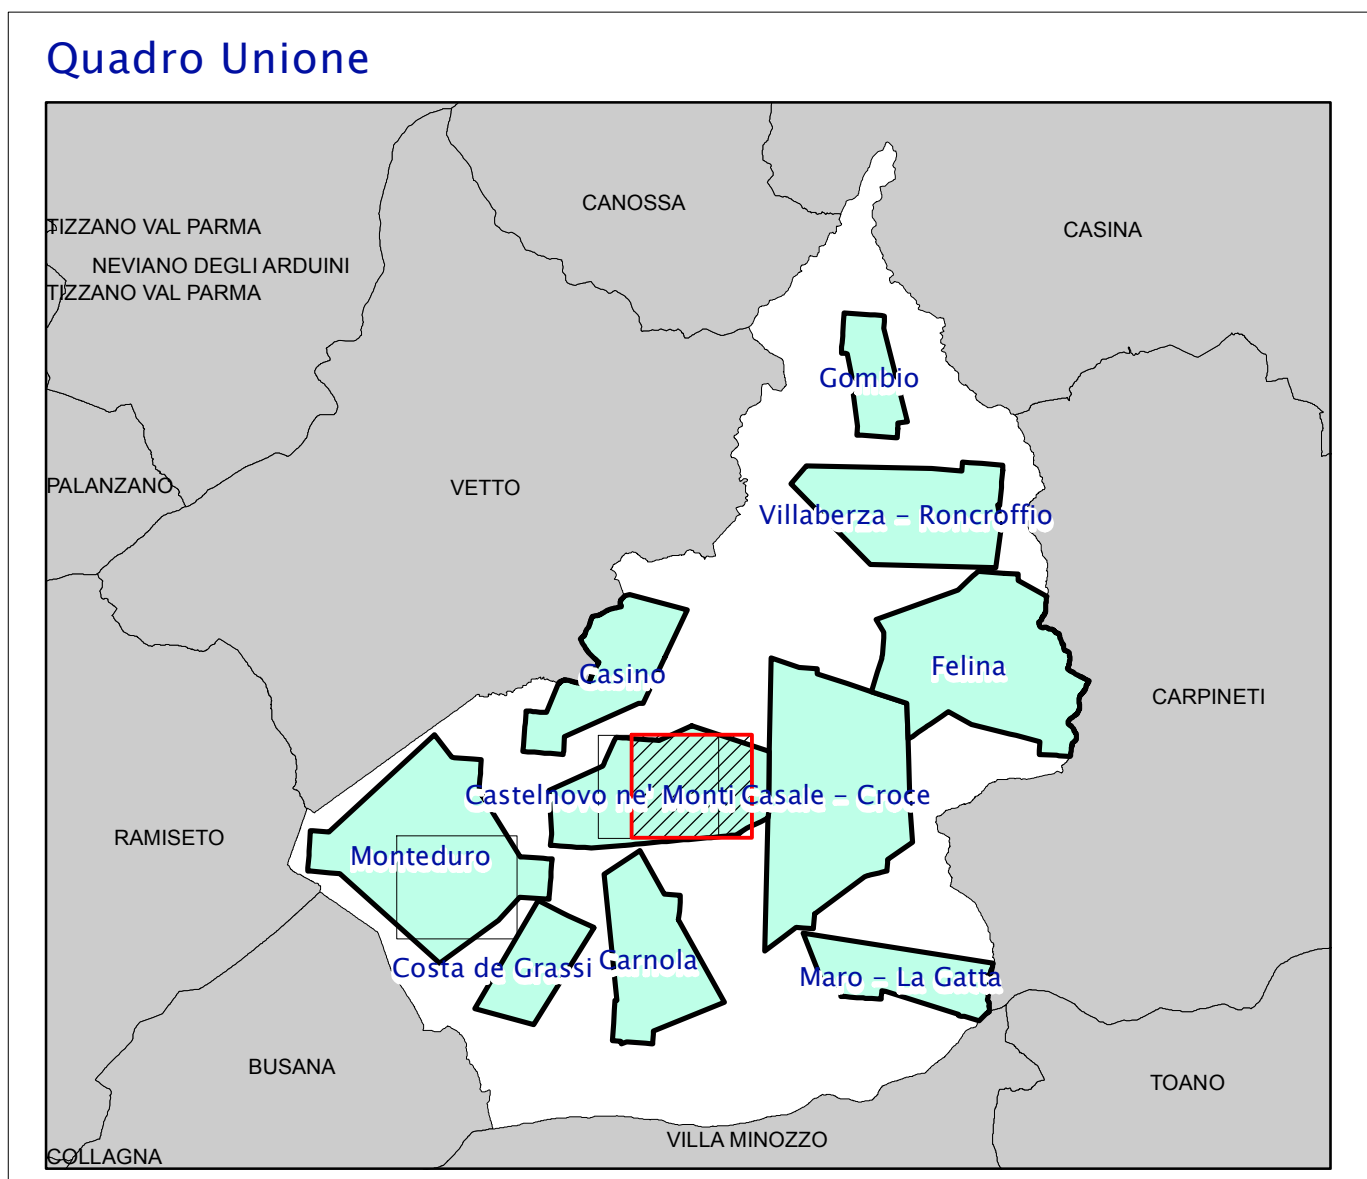 Quadro Unione
CANOSSA
TIZZANO VAL PARMA
CASINA
NEVIANO DEGLI ARDUINI
TIZZANO VAL PARMA
Gombio
PALANZANO
VETTO
Villaberza - Roncroffio
Felina
Casino
CARPINETI
Castelnovo ne' Monti
Casale - Croce
RAMISETO
Monteduro
Carnola
Costa de Grassi
Maro - La Gatta
BUSANA
TOANO
VILLA MINOZZO
COLLAGNA